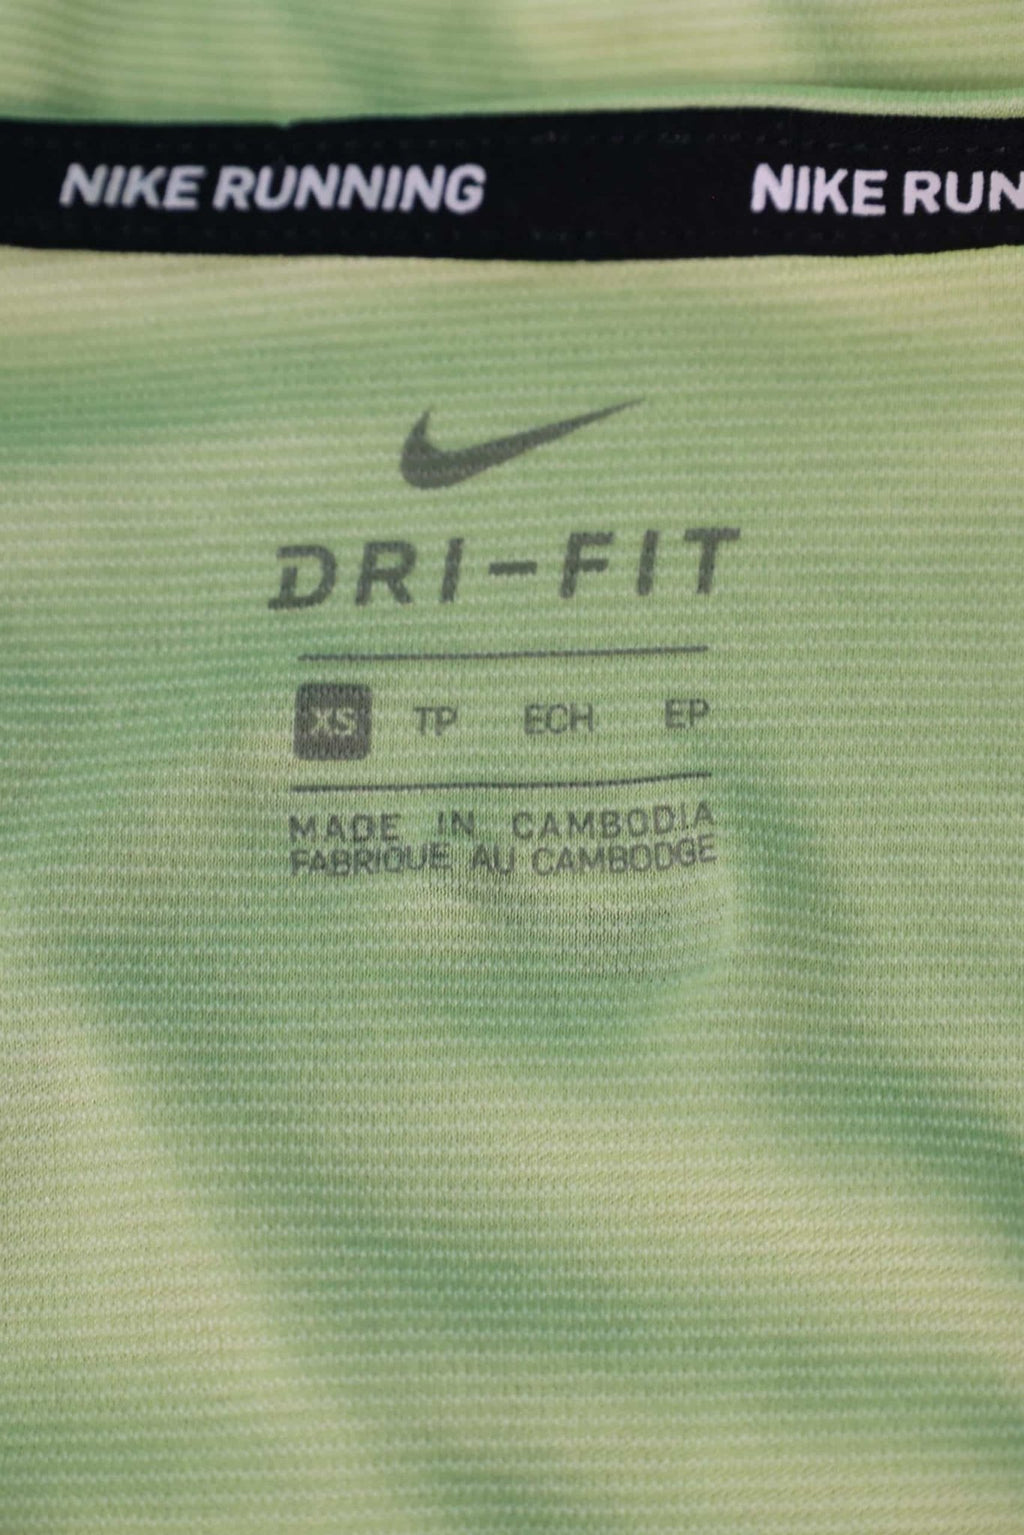 NIKE RUNNING NIKE RUN
DRI-FIT
XS TP ECH EP
MADE IN CAMBODIA
FABRIQUE AU CAMBODGE